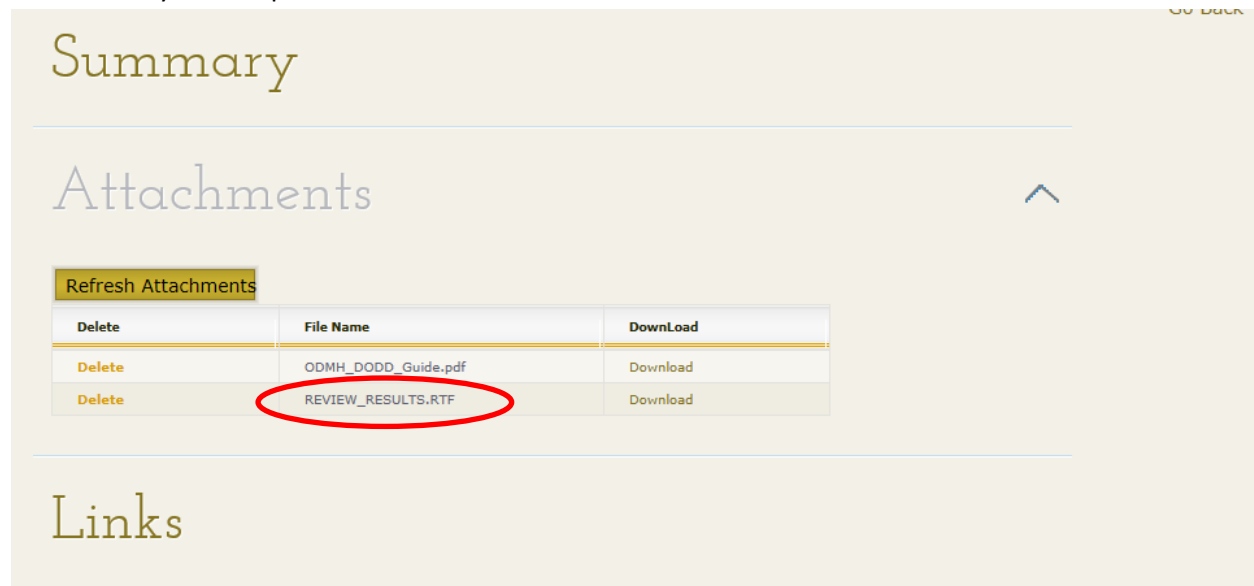 Go Back
Summary
Attachments
Refresh Attachments
Delete File Name DownLoad
Delete ODMH_DODD_Guide.pdf Download
Delete REVIEW_RESULTS.RTF Download
Links